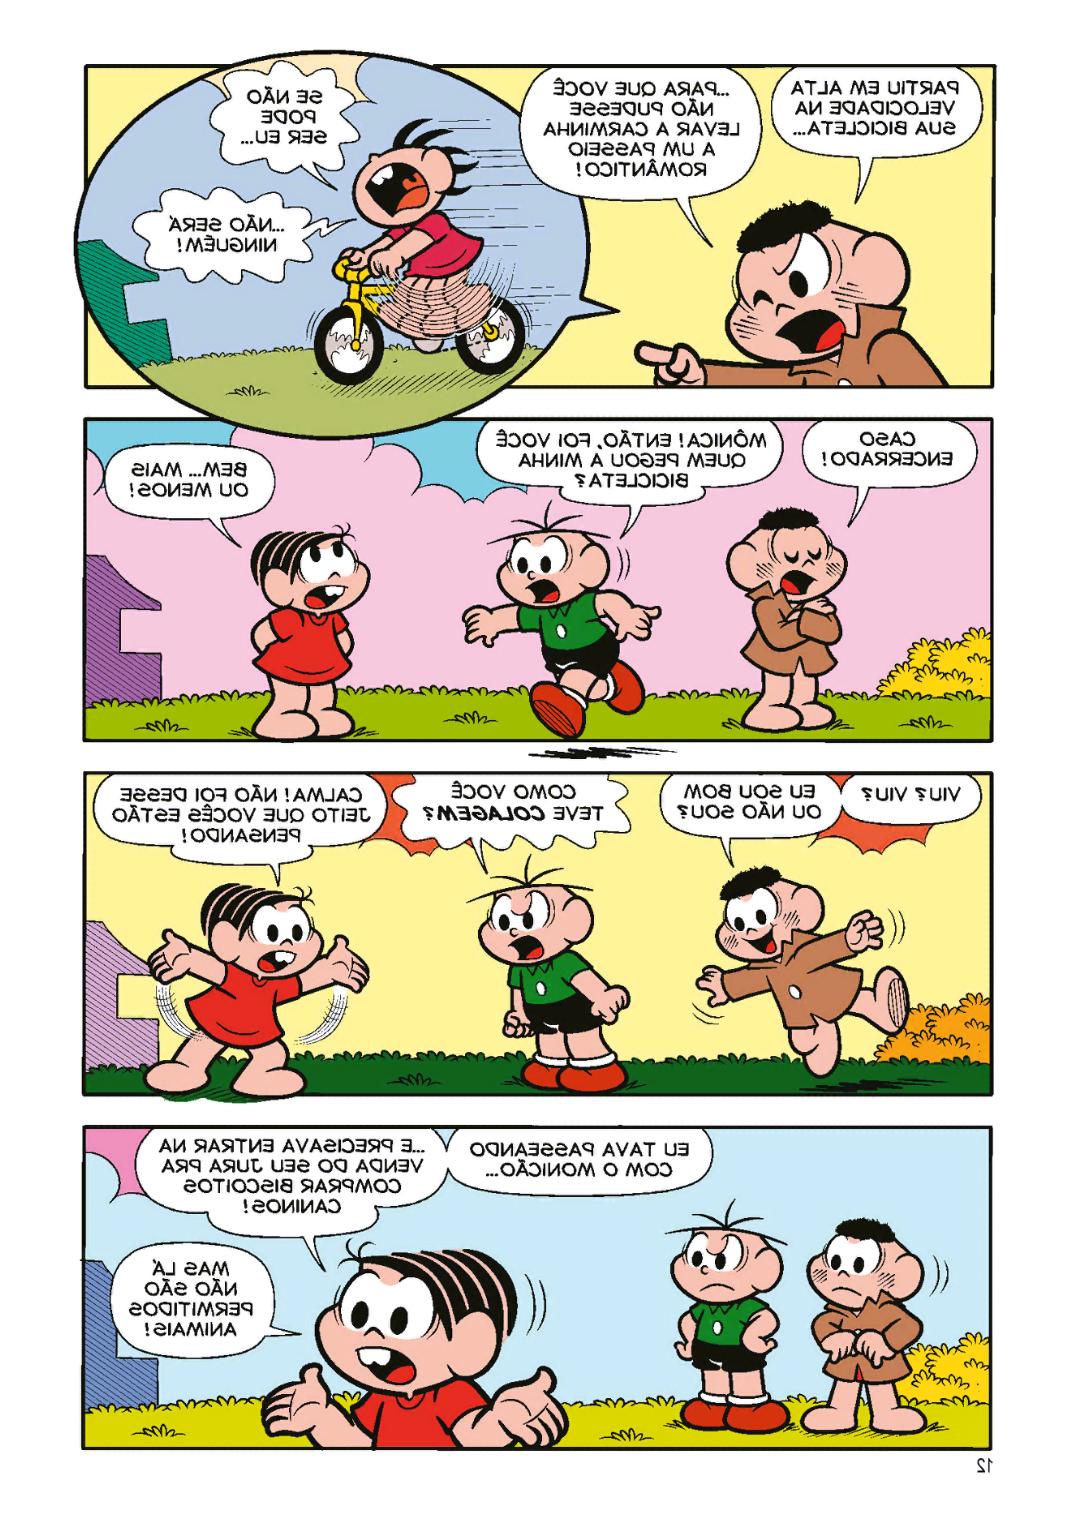 PARTIU EM ALTA
VELOCIDADE NA
SUA BICICLETA...
...PARA QUE VOCÊ
NÃO PUDESSE
LEVAR A CARMINHA
A UM PASSEIO
ROMÂNTICO!
SE NÃO
PODE
SER EU...
...NÃO SERÁ
NINGUÉM!
CASO
ENCERRADO!
MÔNICA! ENTÃO, FOI VOCÊ
QUEM PEGOU A MINHA
BICICLETA?
BEM... MAIS
OU MENOS!
VIU? VIU?
EU SOU BOM
OU NÃO SOU?
COMO VOCÊ
TEVE COLAGEM?
CALMA! NÃO FOI DESSE
JEITO QUE VOCÊS ESTÃO
PENSANDO!
EU TAVA PASSEANDO
COM O MONICÃO...
...E PRECISAVA ENTRAR NA
VENDA DO SEU JURA PRA
COMPRAR BISCOITOS
CANINOS!
MAS LÁ
NÃO SÃO
PERMITIDOS
ANIMAIS!
12